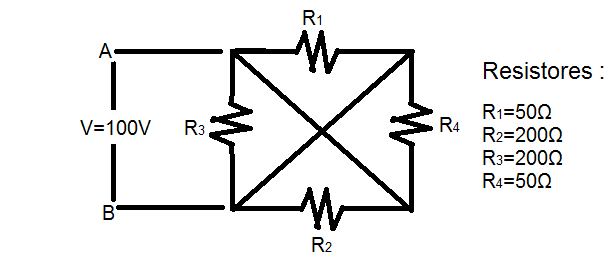 R1
A
Resistores :
V=100V
R3
R4
R1=50Ω
R2=200Ω
R3=200Ω
R4=50Ω
B
R2